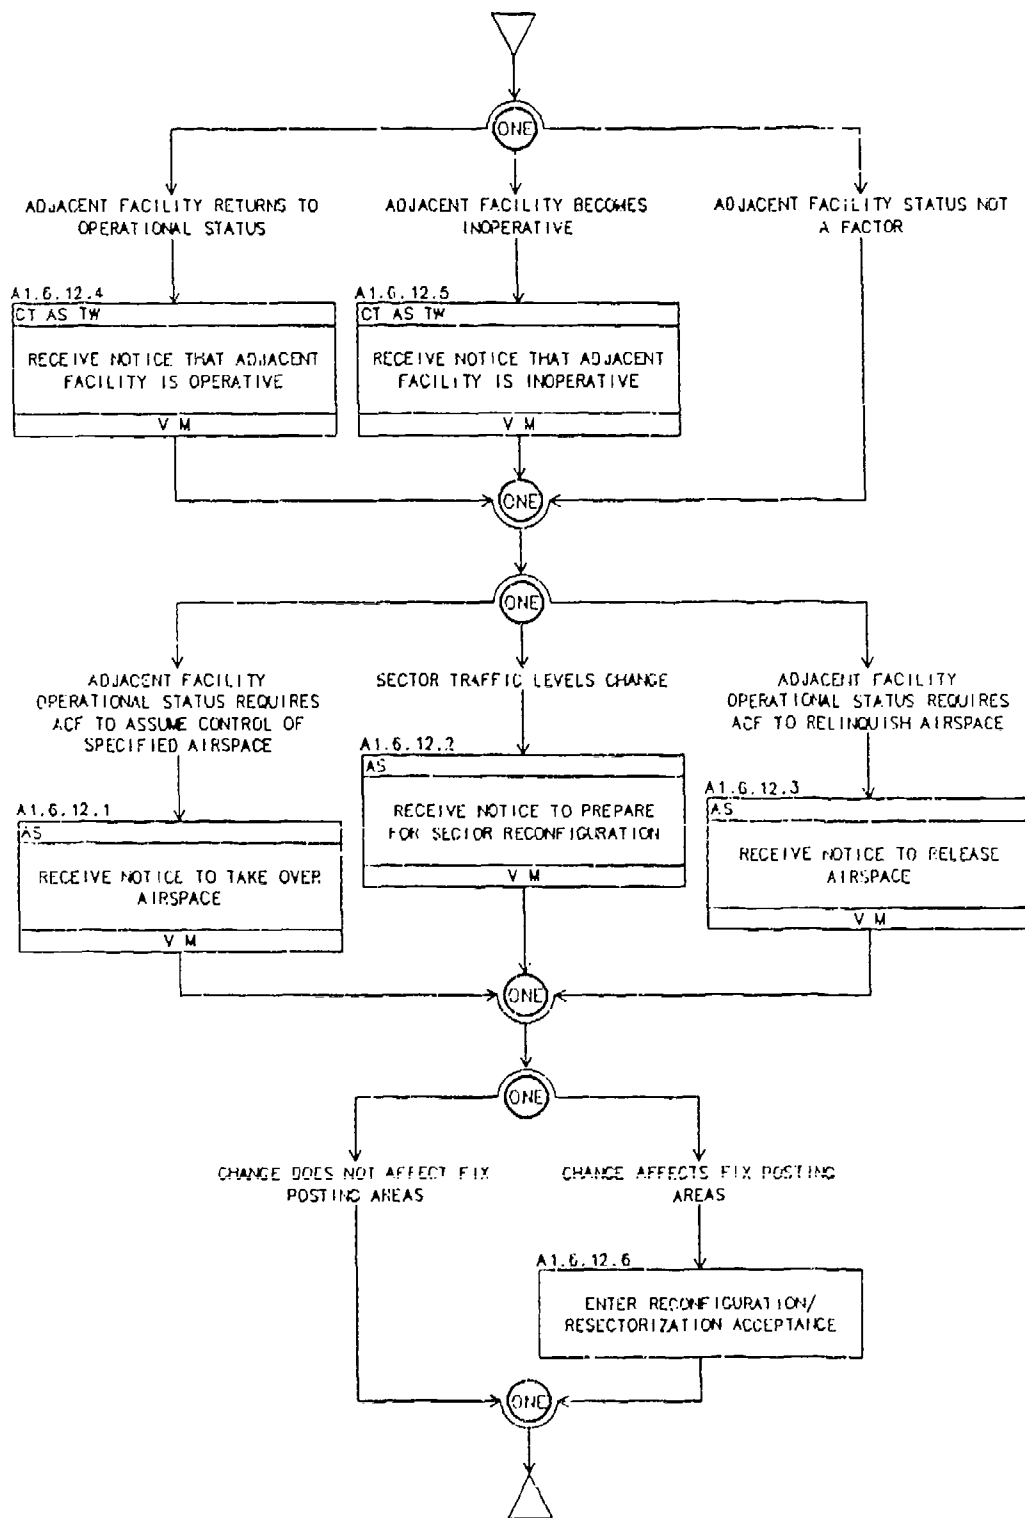 ONE
ADJACENT FACILITY RETURNS TO
OPERATIONAL STATUS
ADJACENT FACILITY BECOMES
INOPERATIVE
ADJACENT FACILITY STATUS NOT
A FACTOR
A1.6.12.4
CT AS TW
RECEIVE NOTICE THAT ADJACENT
FACILITY IS OPERATIVE
V M
A1.6.12.5
CT AS TW
RECEIVE NOTICE THAT ADJACENT
FACILITY IS INOPERATIVE
V M
ONE
ONE
ADJACENT FACILITY
OPERATIONAL STATUS REQUIRES
ACF TO ASSUME CONTROL OF
SPECIFIED AIRSPACE
SECTOR TRAFFIC LEVELS CHANGE
ADJACENT FACILITY
OPERATIONAL STATUS REQUIRES
ACF TO RELINQUISH AIRSPACE
A1.6.12.1
AS
RECEIVE NOTICE TO TAKE OVER
AIRSPACE
V M
A1.6.12.2
AS
RECEIVE NOTICE TO PREPARE
FOR SECTOR RECONFIGURATION
V M
A1.6.12.3
AS
RECEIVE NOTICE TO RELEASE
AIRSPACE
V M
ONE
ONE
CHANGE DOES NOT AFFECT FIX
POSTING AREAS
CHANGE AFFECTS FIX POSTING
AREAS
A1.6.12.6
ENTER RECONFIGURATION/
RESECTORIZATION ACCEPTANCE
ONE